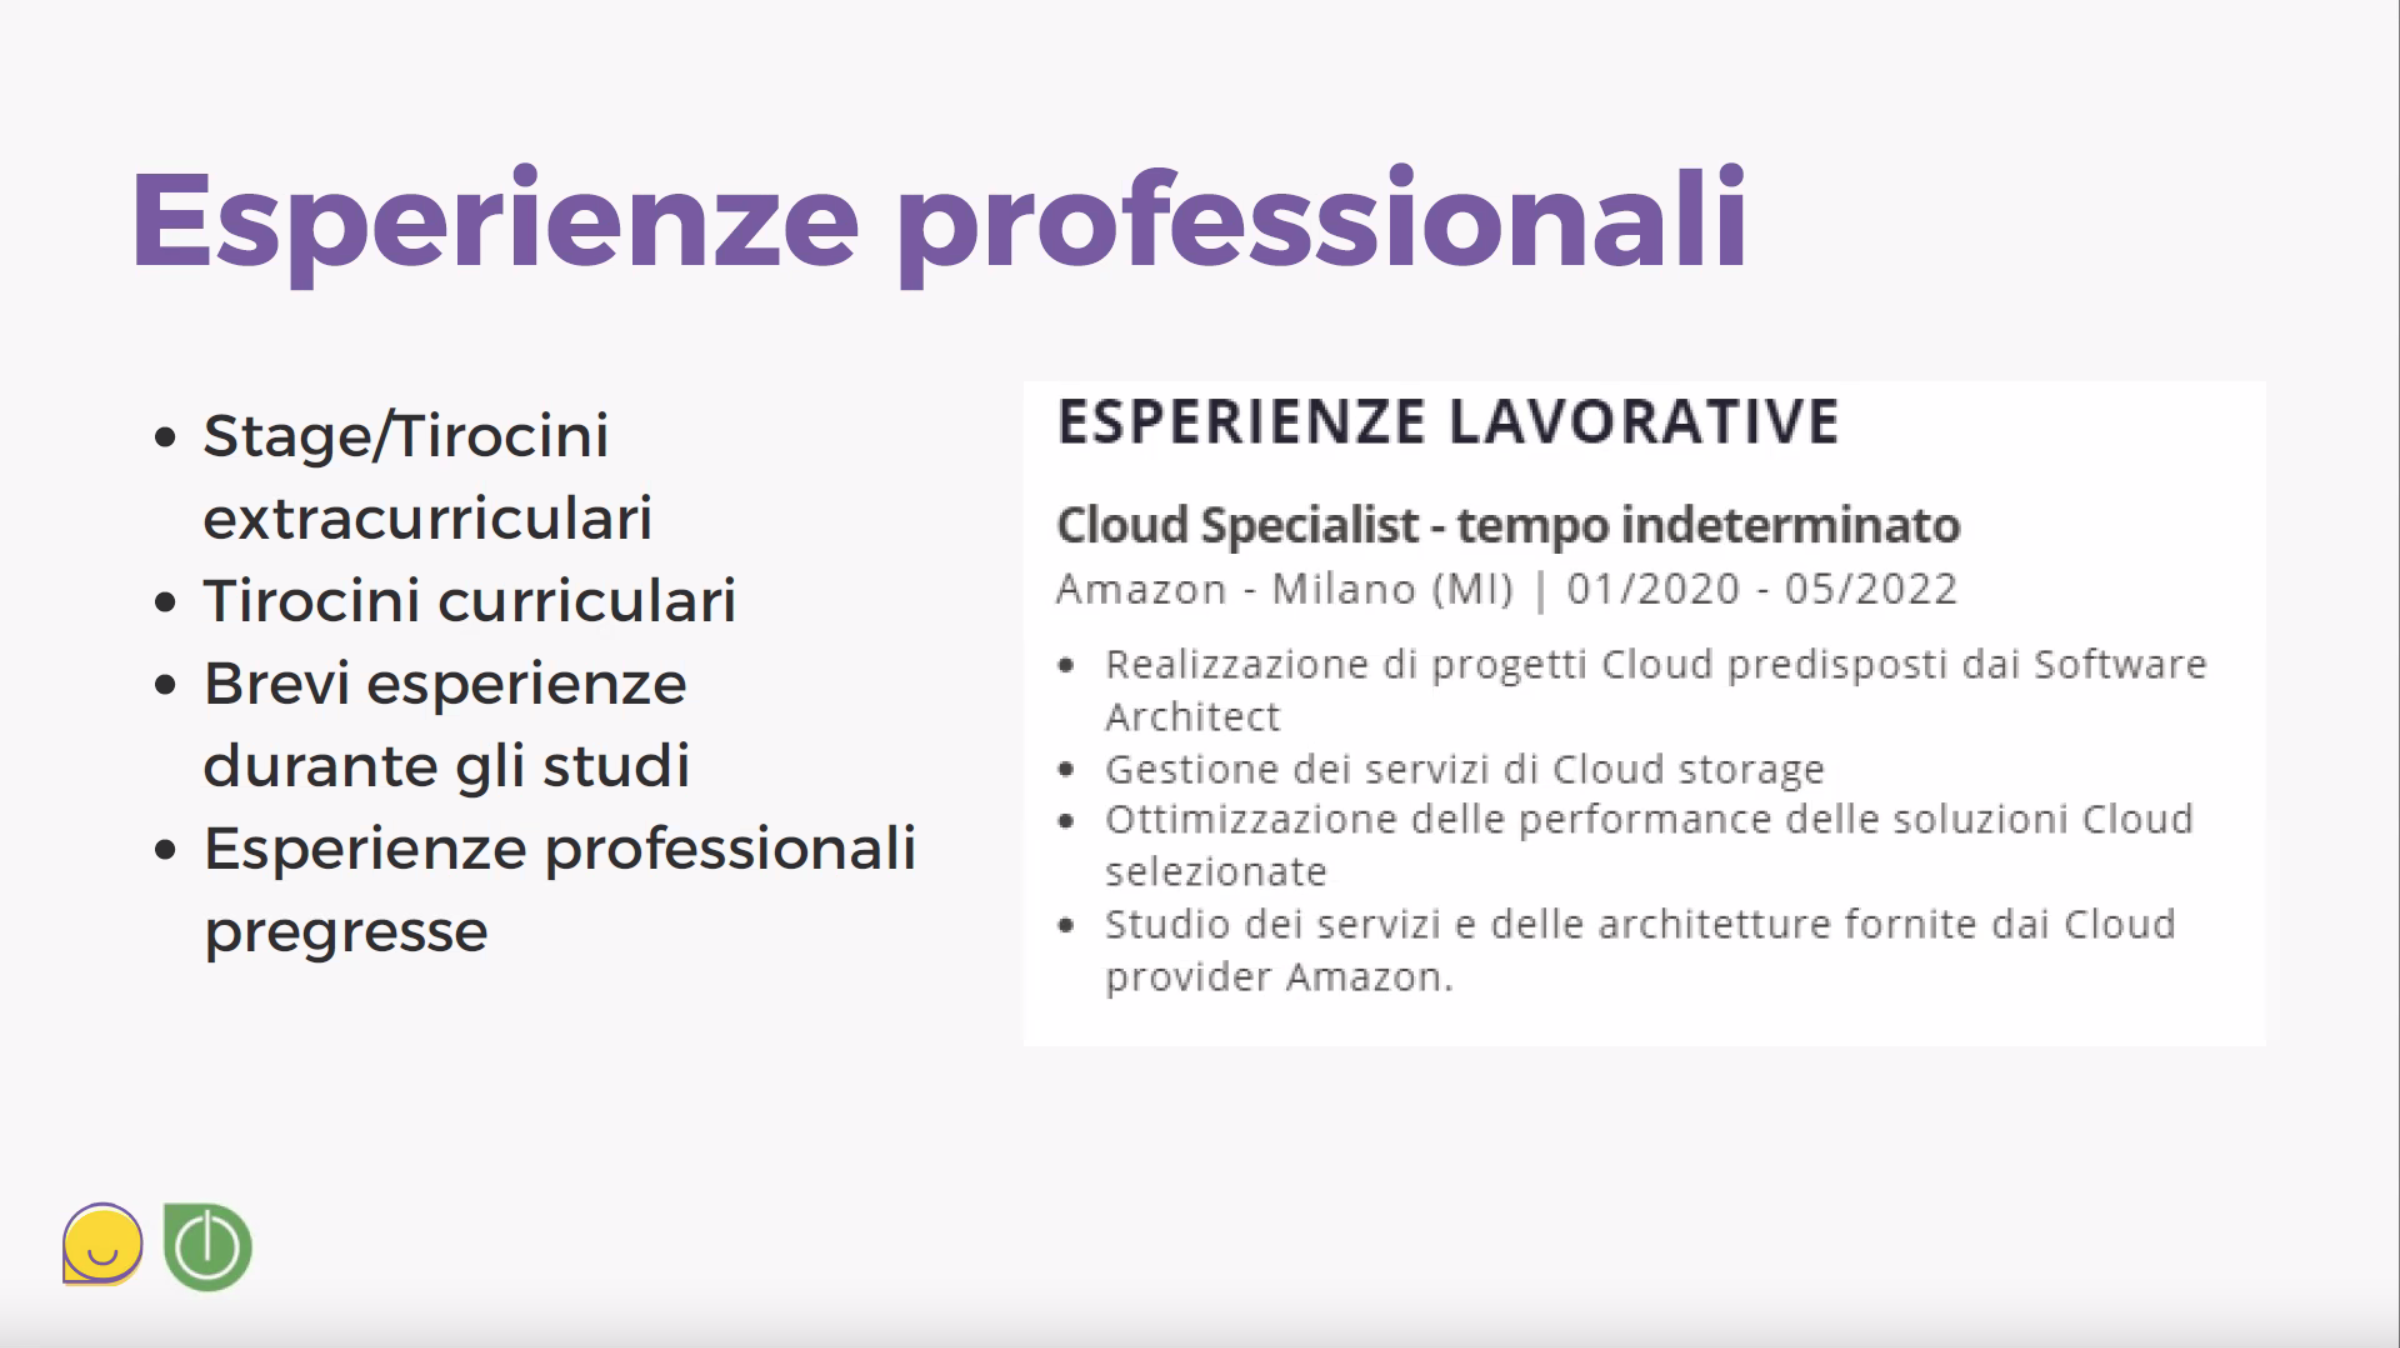 Esperienze professionali
• Stage/Tirocini
extracurriculari
• Tirocini curriculari
• Brevi esperienze
durante gli studi
• Esperienze professionali
pregresse
ESPERIENZE LAVORATIVE
Cloud Specialist - tempo indeterminato
Amazon - Milano (MI) | 01/2020 - 05/2022
• Realizzazione di progetti Cloud predisposti dai Software
Architect
• Gestione dei servizi di Cloud storage
• Ottimizzazione delle performance delle soluzioni Cloud
selezionate
• Studio dei servizi e delle architetture fornite dai Cloud
provider Amazon.